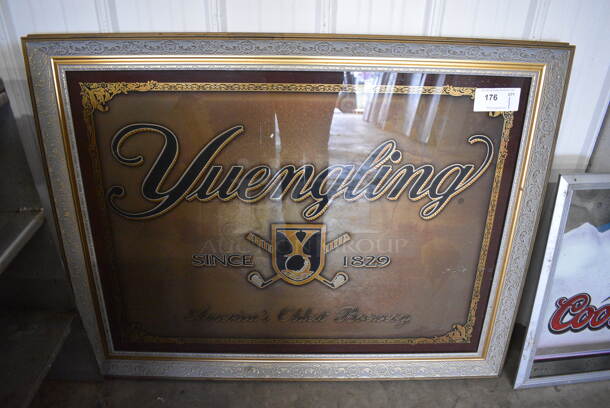 176
Yuengling
SINCE 1829
America's Oldest Brewery
Coo